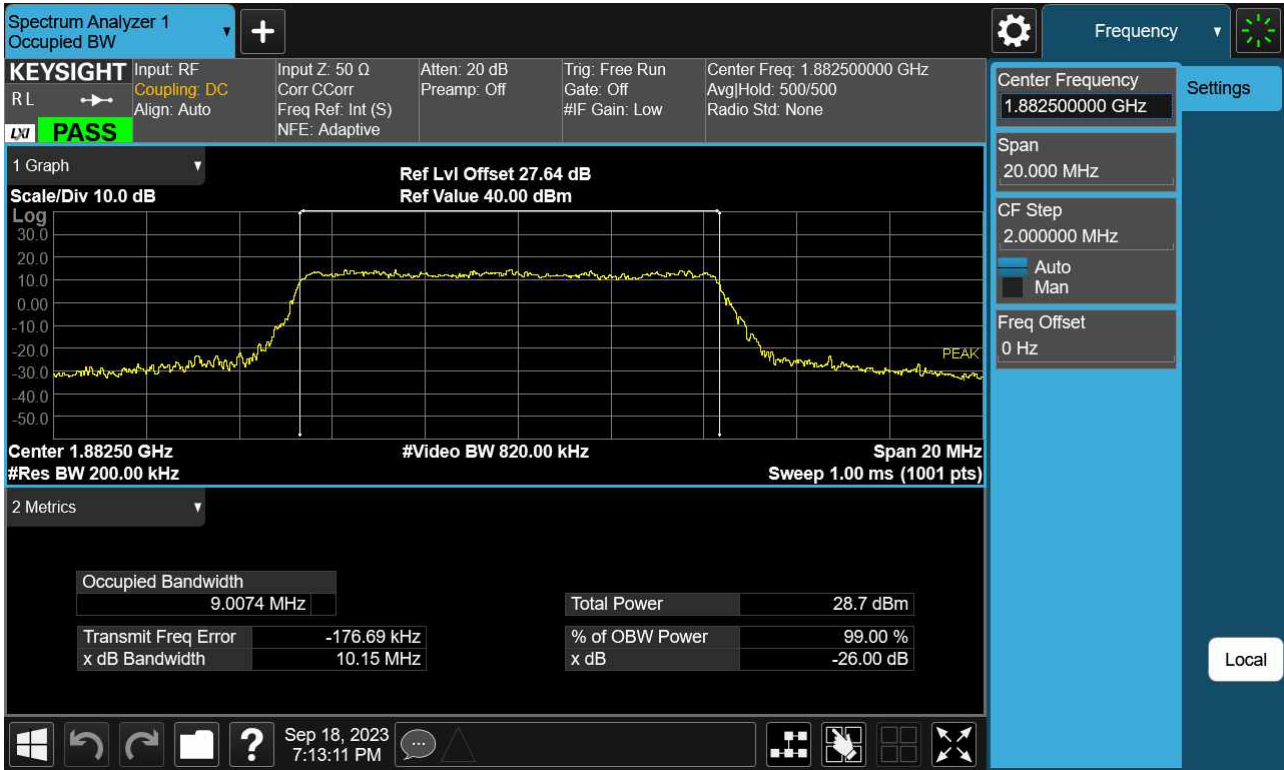 Spectrum Analyzer 1
Occupied BW
Frequency
KEYSIGHT
R L
LXI
PASS
Input: RF
Coupling: DC
Align: Auto
Input Z: 50 Ω
Corr CCorr
Freq Ref: Int (S)
NFE: Adaptive
Atten: 20 dB
Preamp: Off
Trig: Free Run
Gate: Off
#IF Gain: Low
Center Freq: 1.882500000 GHz
Avg|Hold: 500/500
Radio Std: None
1 Graph
Scale/Div 10.0 dB
Ref Lvl Offset 27.64 dB
Ref Value 40.00 dBm
Log
30.0
20.0
10.0
0.00
-10.0
-20.0
-30.0
-40.0
-50.0
PEAK
Center 1.88250 GHz
#Res BW 200.00 kHz
#Video BW 820.00 kHz
Span 20 MHz
Sweep 1.00 ms (1001 pts)
2 Metrics
Occupied Bandwidth
9.0074 MHz
Transmit Freq Error -176.69 kHz
x dB Bandwidth 10.15 MHz
Total Power 28.7 dBm
% of OBW Power 99.00 %
x dB -26.00 dB
?
Sep 18, 2023
7:13:11 PM
Center Frequency
1.882500000 GHz
Span
20.000 MHz
CF Step
2.000000 MHz
Auto
Man
Freq Offset
0 Hz
Settings
Local